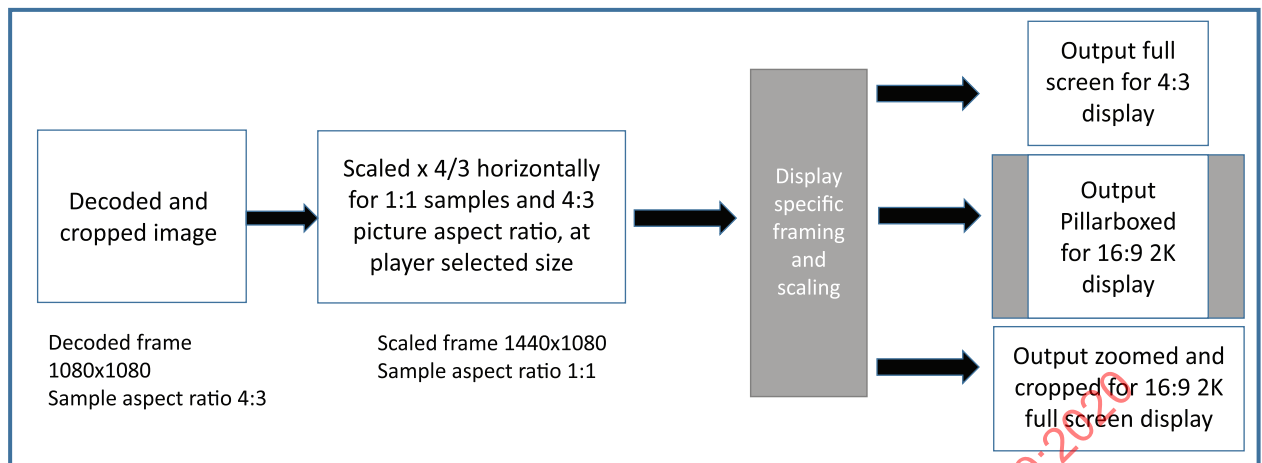 Decoded and
cropped image
Decoded frame
1080x1080
Sample aspect ratio 4:3
Scaled x 4/3 horizontally
for 1:1 samples and 4:3
picture aspect ratio, at
player selected size
Scaled frame 1440x1080
Sample aspect ratio 1:1
Display
specific
framing
and
scaling
Output full
screen for 4:3
display
Output
Pillarboxed
for 16:9 2K
display
Output zoomed and
cropped for 16:9 2K
full screen display
:2020